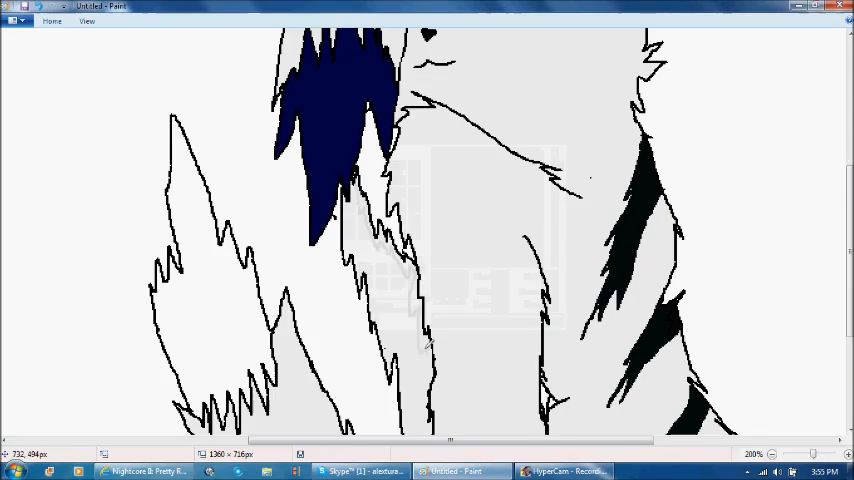 Untitled - Paint
Home View
732, 494px
1360 × 716px
200%
Nightcore II: Pretty R...
Skype™ [1] - alextura...
Untitled - Paint
HyperCam - Recordi...
3:55 PM